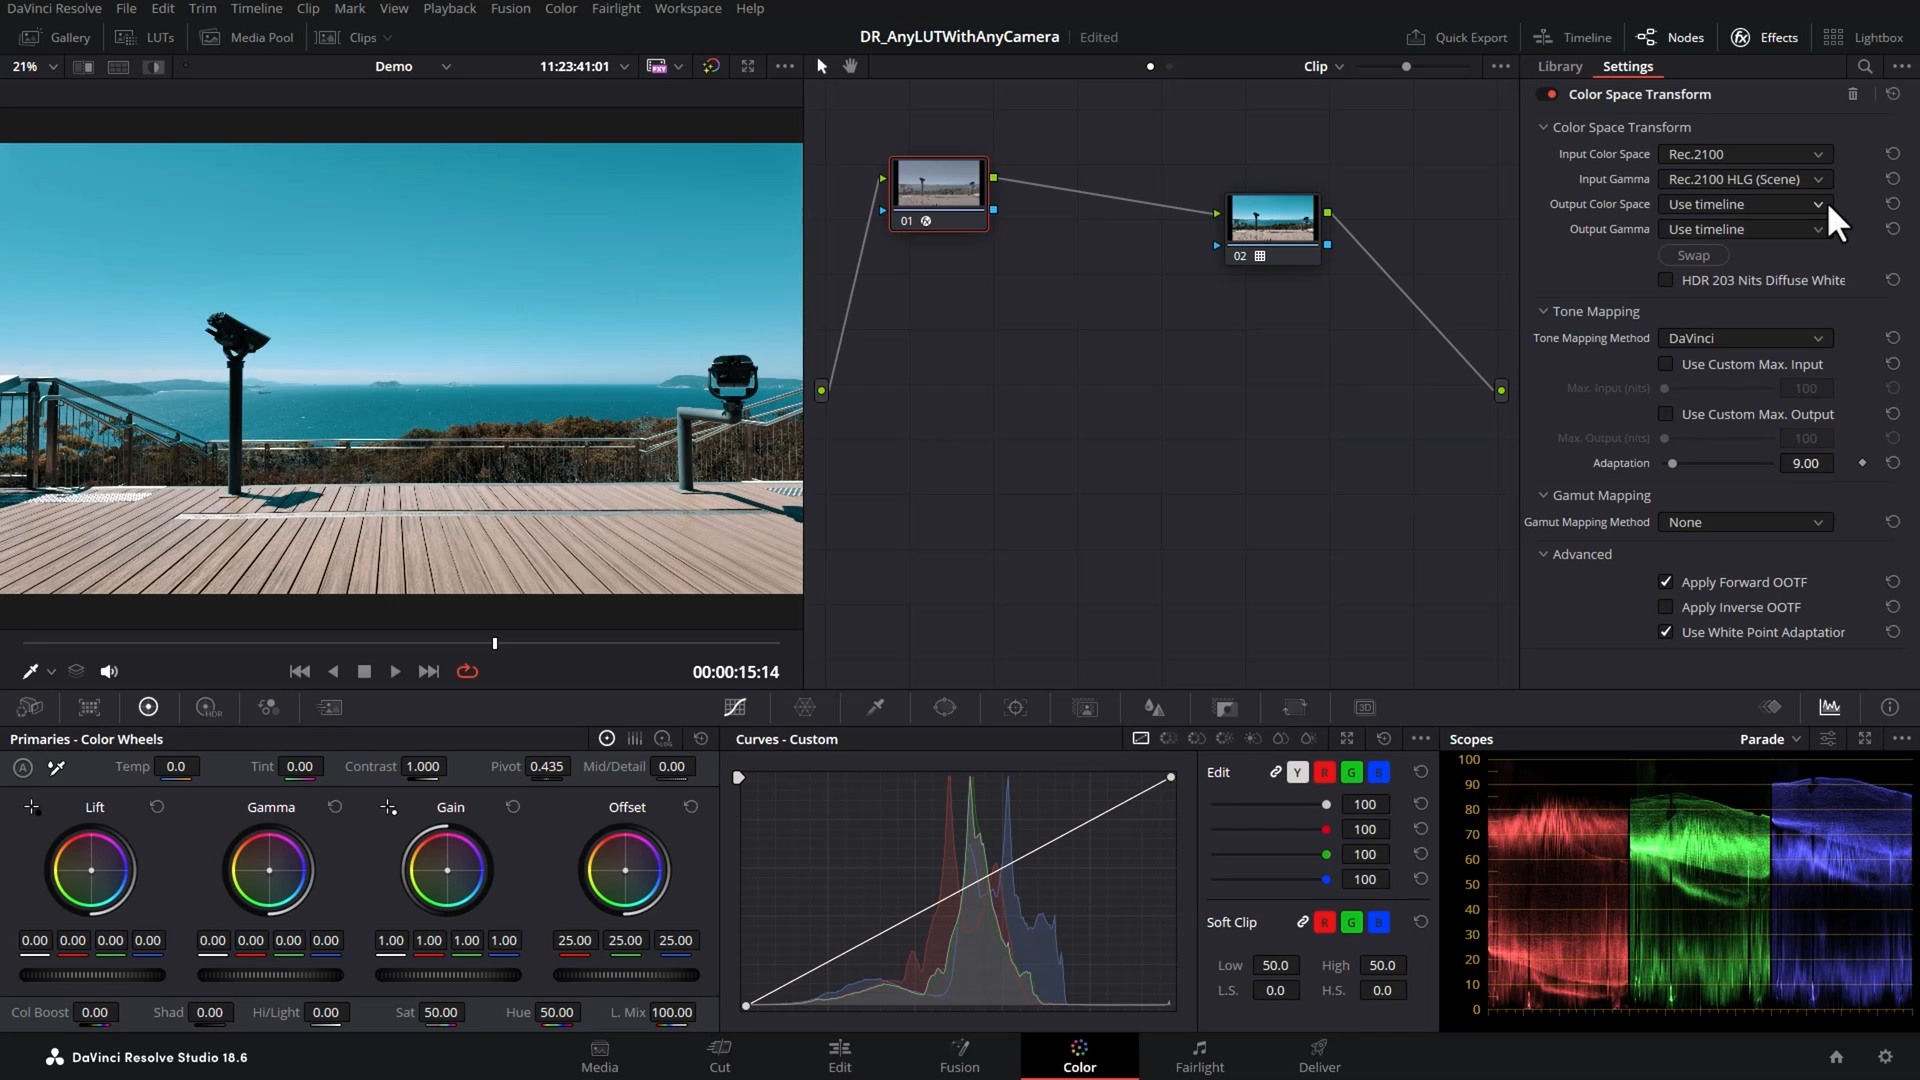 DaVinci Resolve File Edit Trim Timeline Clip Mark View Playback Fusion Color Fairlight Workspace Help
Gallery LUTs Media Pool Clips DR_AnyLUTWithAnyCamera Edited Quick Export Timeline Nodes Effects Lightbox
21% PXY Demo 11:23:41:01 Clip Library Settings
Color Space Transform
Color Space Transform
Input Color Space Rec.2100
Input Gamma Rec.2100 HLG (Scene)
Output Color Space Use timeline
Output Gamma Use timeline
Swap
HDR 203 Nits Diffuse White
Tone Mapping
Tone Mapping Method DaVinci
Use Custom Max. Input
Max. Input (nits) 100
Use Custom Max. Output
Max. Output (nits) 100
Adaptation 9.00
Gamut Mapping
Gamut Mapping Method None
Advanced
Apply Forward OOTF
Apply Inverse OOTF
Use White Point Adaptation
01
02
00:00:15:14
HDR
3D
Primaries - Color Wheels
Temp 0.0 Tint 0.00 Contrast 1.000 Pivot 0.435 Mid/Detail 0.00
A
Lift Gamma Gain Offset
0.00 0.00 0.00 0.00 0.00 0.00 0.00 0.00 1.00 1.00 1.00 1.00 25.00 25.00 25.00
Col Boost 0.00 Shad 0.00 Hi/Light 0.00 Sat 50.00 Hue 50.00 L. Mix 100.00
Curves - Custom
Edit Y R G B
100
100
100
100
Soft Clip R G B
Low 50.0 High 50.0
L.S. 0.0 H.S. 0.0
Scopes Parade
100
90
80
70
60
50
40
30
20
10
0
DaVinci Resolve Studio 18.6
Media Cut Edit Fusion Color Fairlight Deliver